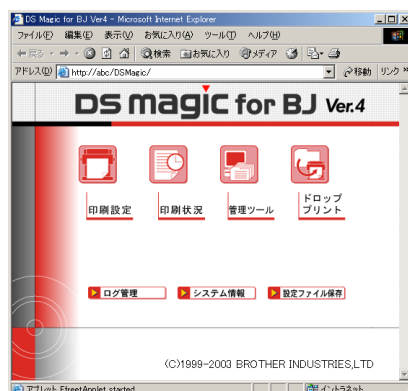 DS Magic for BJ Ver4 - Microsoft Internet Explorer
ファイル(F) 編集(E) 表示(V) お気に入り(A) ツール(T) ヘルプ(H)
戻る 検索 お気に入り メディア
アドレス(D) http://abc/DSMagic/ 移動 リンク »
DS magic for BJ Ver.4
印刷設定 印刷状況 管理ツール ドロップ
プリント
ログ管理 システム情報 設定ファイル保存
(C)1999-2003 BROTHER INDUSTRIES,LTD
アプレット EfreetApplet started イントラネット